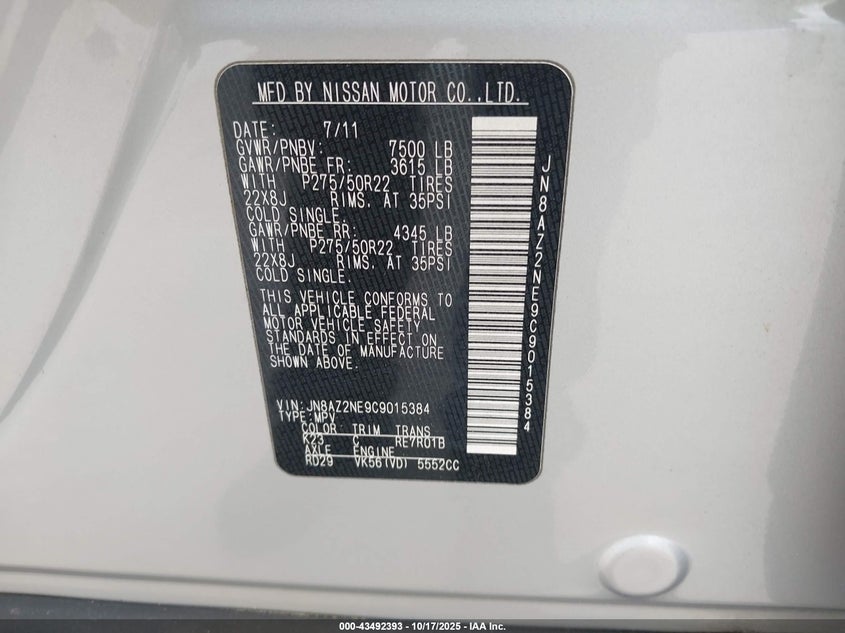 MFD BY NISSAN MOTOR CO.,LTD.
DATE: 7/11
GVWR/PNBV: 7500 LB
GAWR/PNBE FR: 3615 LB
WITH P275/50R22 TIRES
22X8J RIMS. AT 35PSI
COLD SINGLE.
GAWR/PNBE RR: 4345 LB
WITH P275/50R22 TIRES
22X8J RIMS. AT 35PSI
COLD SINGLE.
THIS VEHICLE CONFORMS TO
ALL APPLICABLE FEDERAL
MOTOR VEHICLE SAFETY
STANDARDS IN EFFECT ON
THE DATE OF MANUFACTURE
SHOWN ABOVE.
VIN: JN8AZ2NE9C9015384
TYPE: MPV
COLOR TRIM TRANS
K23 C RE7R01B
AXLE ENGINE
RD29 VK56(VD) 5552CC
JN8AZ2NE9C9015384
000-43492393 - 10/17/2025 - IAA Inc.